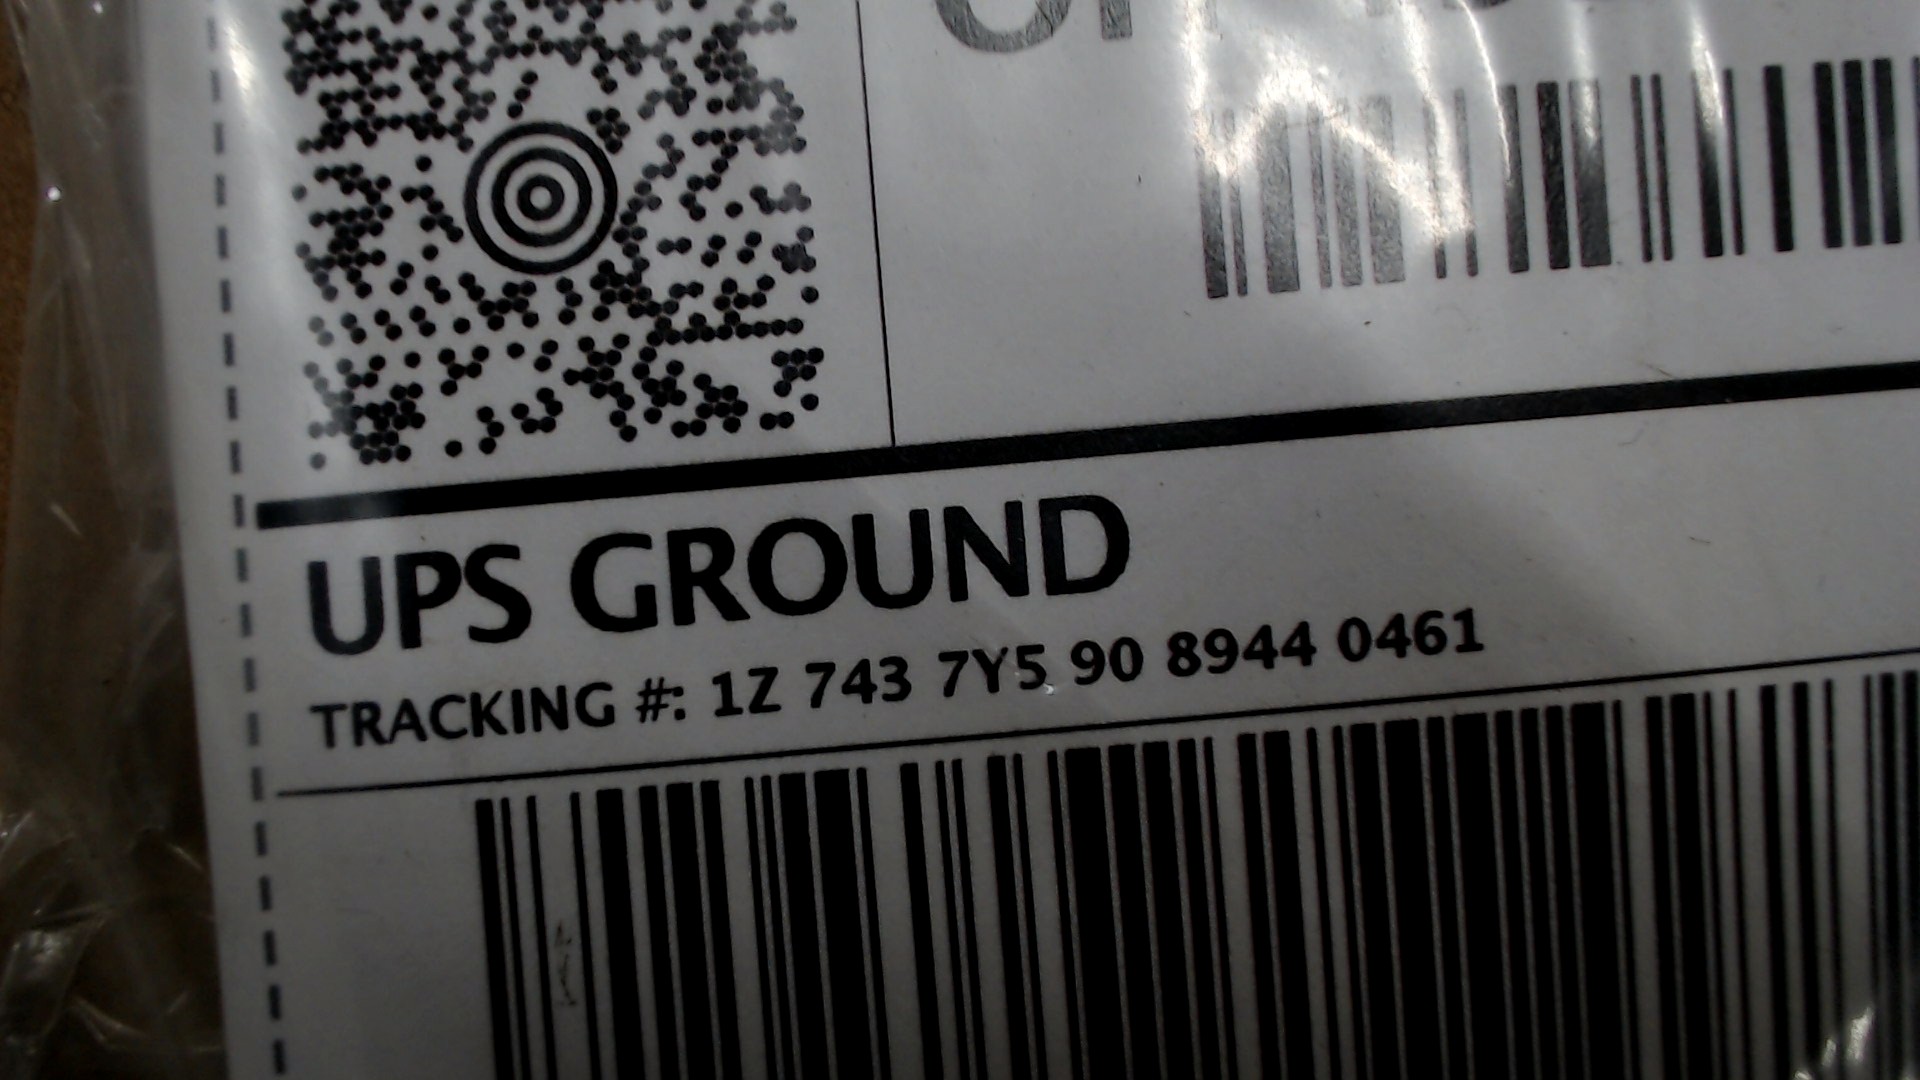 UPS GROUND
TRACKING #: 1Z 743 7Y5 90 8944 0461